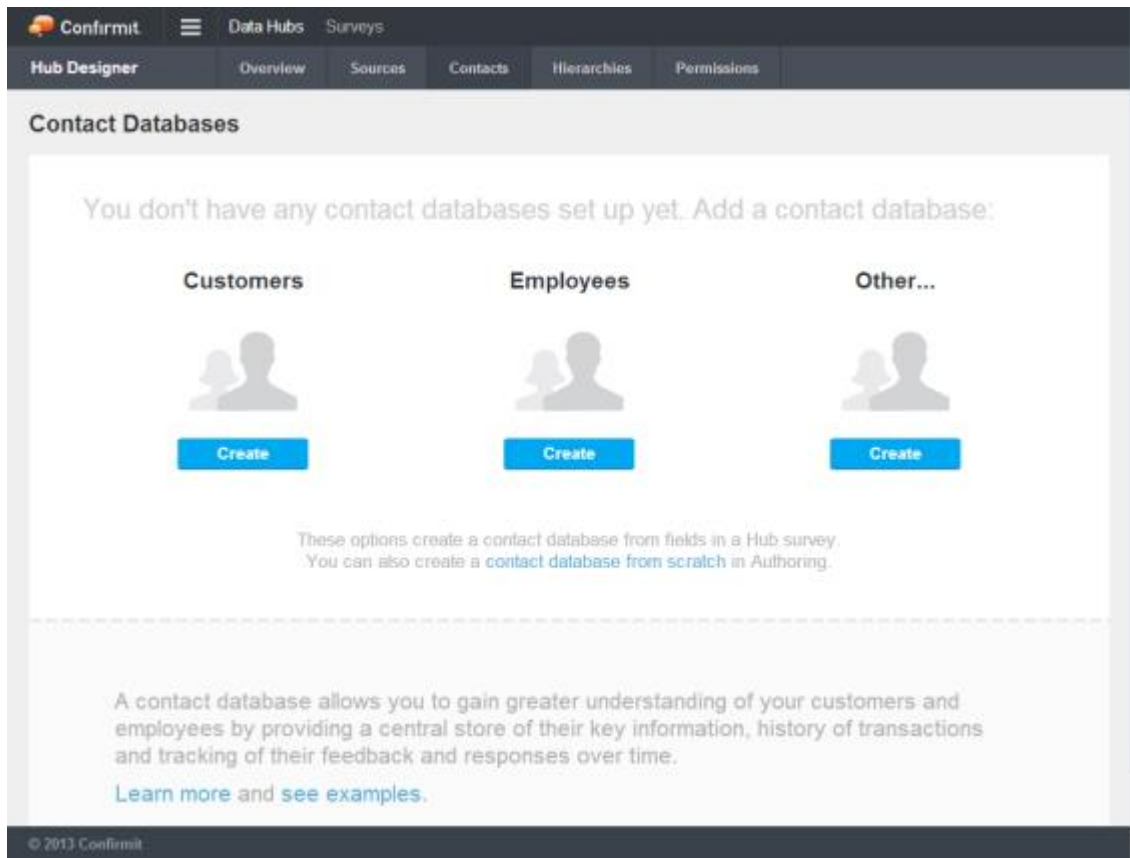 Confirmit Data Hubs Surveys
Hub Designer Overview Sources Contacts Hierarchies Permissions
Contact Databases
You don't have any contact databases set up yet. Add a contact database:
Customers Employees Other...
Create Create Create
These options create a contact database from fields in a Hub survey.
You can also create a contact database from scratch in Authoring.
A contact database allows you to gain greater understanding of your customers and
employees by providing a central store of their key information, history of transactions
and tracking of their feedback and responses over time.
Learn more and see examples.
© 2013 Confirmit